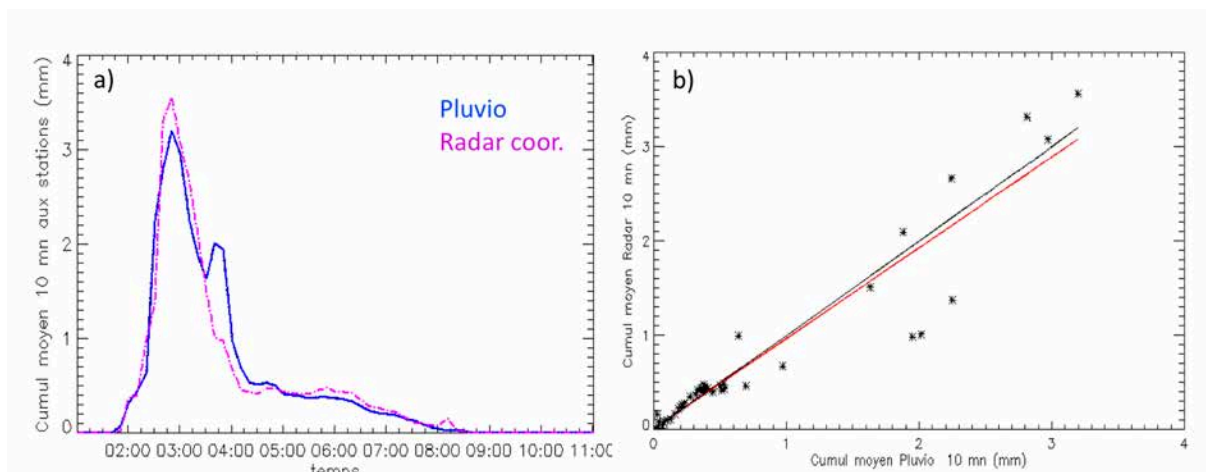 a)
Pluvio
Radar coor.
Cumul moyen 10 mn aux stations (mm)
4
3
2
1
0
02:00 03:00 04:00 05:00 06:00 07:00 08:00 09:00 10:00 11:00
temps
b)
Cumul moyen Radar 10 mn (mm)
4
3
2
1
0
0 1 2 3 4
Cumul moyen Pluvio 10 mn (mm)